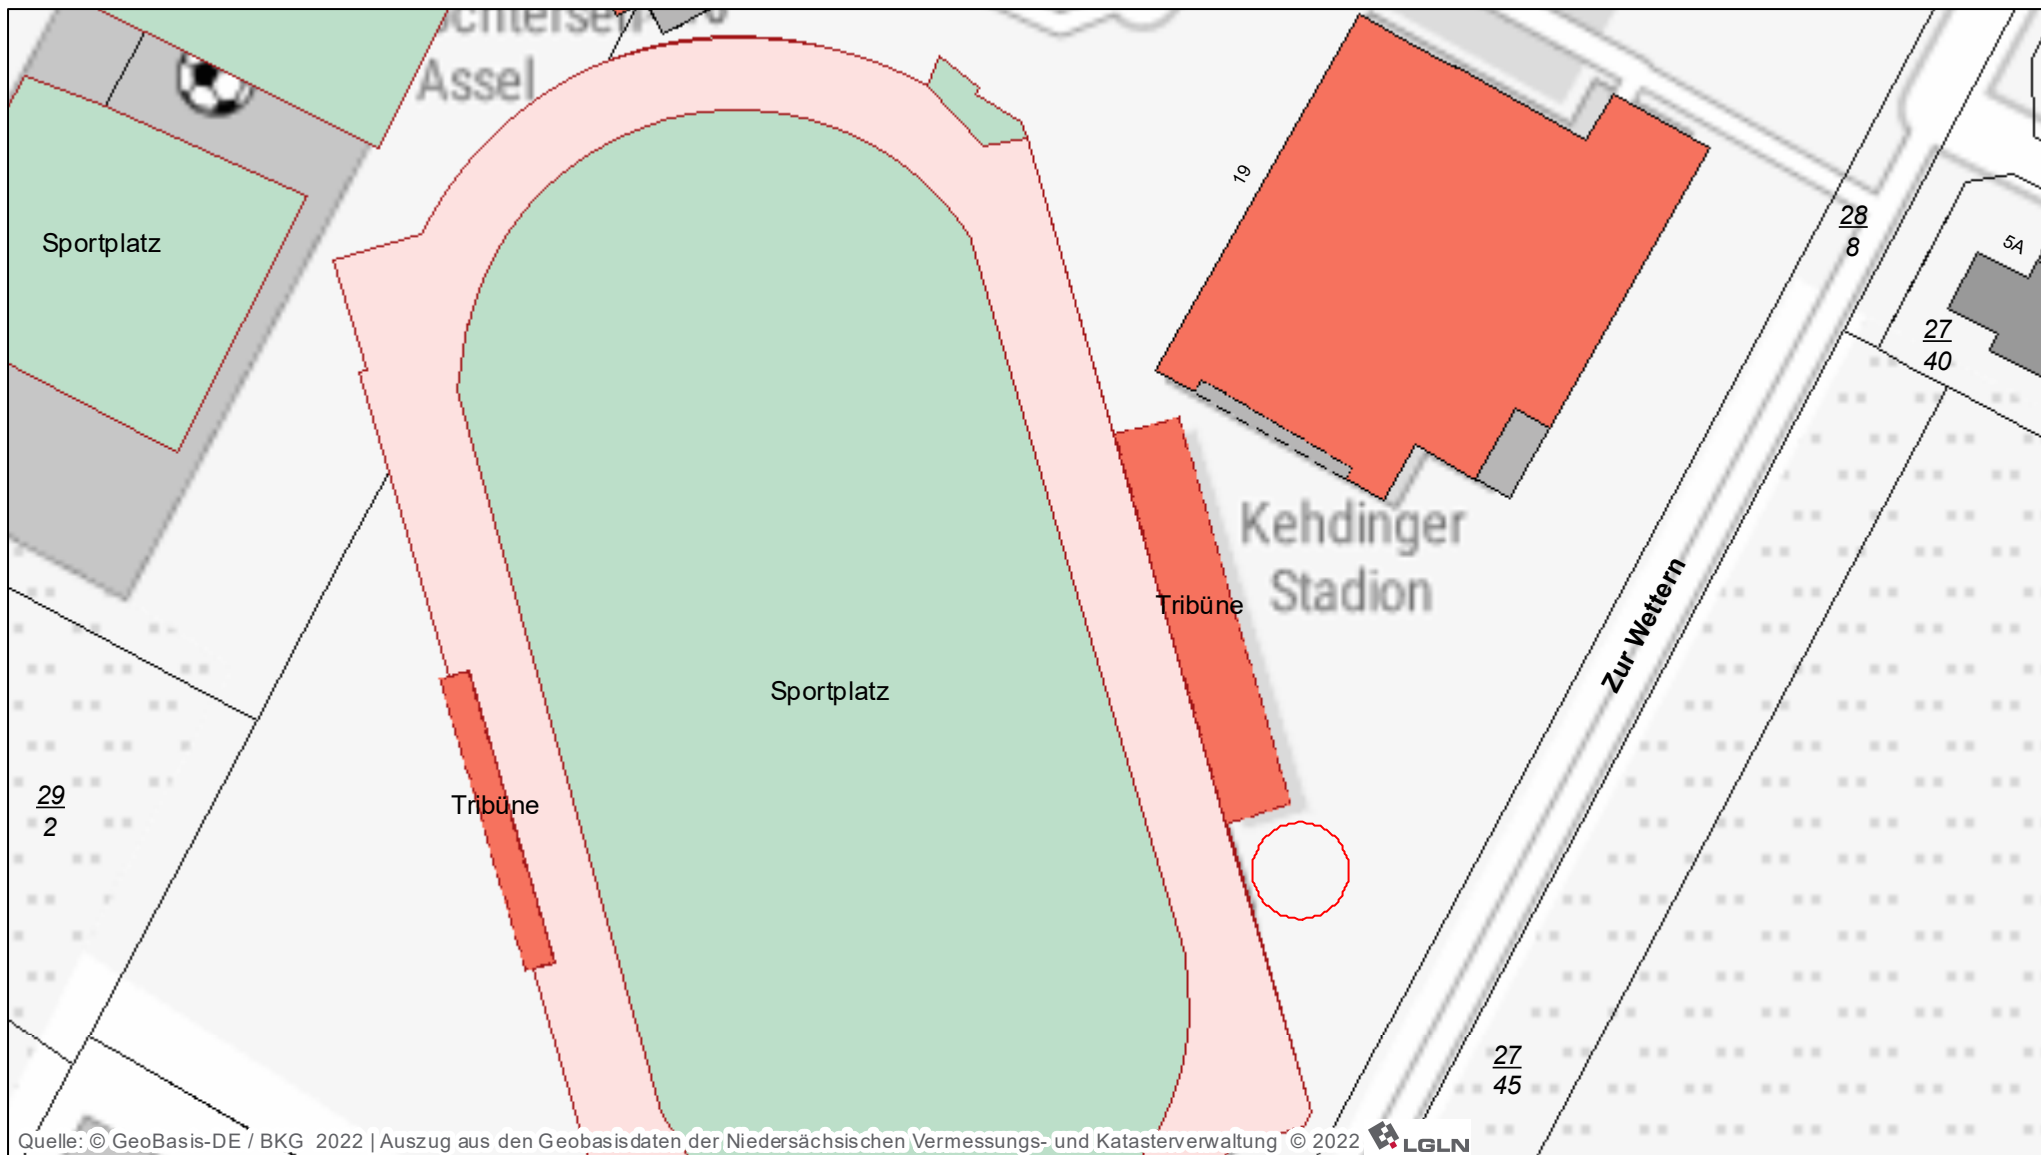 Assel
Sportplatz
19
28
8
5A
27
40
Kehdinger
Stadion
Tribüne
Zur Wettern
Sportplatz
Tribüne
29
2
27
45
Quelle: © GeoBasis-DE / BKG 2022 | Auszug aus den Geobasisdaten der Niedersächsischen Vermessungs- und Katasterverwaltung © 2022 LGLN